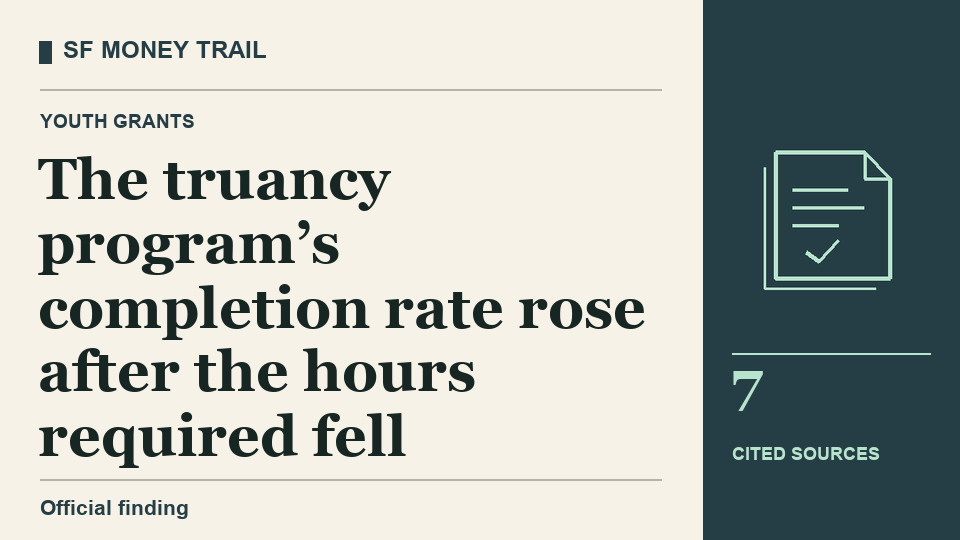 SF MONEY TRAIL
YOUTH GRANTS
The truancy
program’s
completion rate rose
after the hours
required fell
Official finding
7
CITED SOURCES